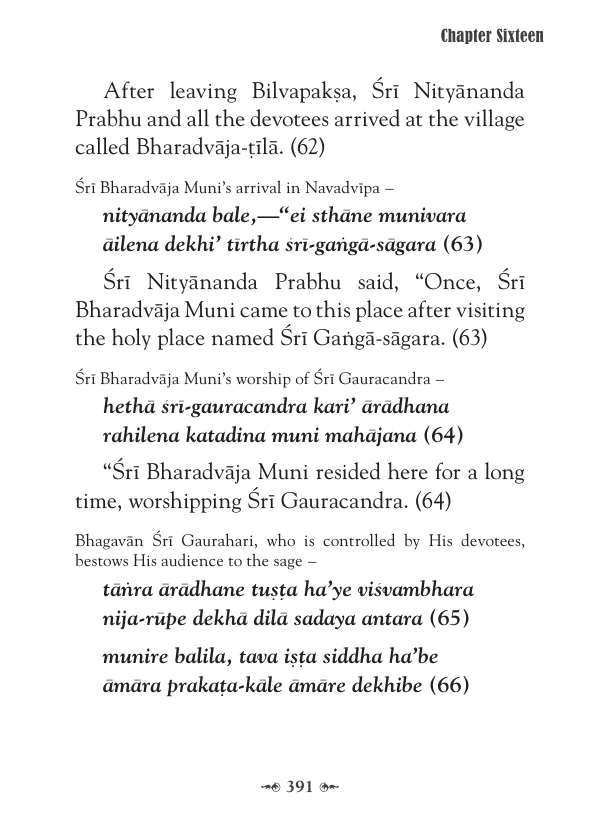 Chapter Sixteen
After leaving Bilvapakṣa, Śrī Nityānanda
Prabhu and all the devotees arrived at the village
called Bharadvāja-ṭīlā. (62)
Śrī Bharadvāja Muni’s arrival in Navadvīpa –
nityānanda bale,—“ei sthāne munivara
āilena dekhi’ tīrtha śrī-gaṅgā-sāgara (63)
Śrī Nityānanda Prabhu said, “Once, Śrī
Bharadvāja Muni came to this place after visiting
the holy place named Śrī Gaṅgā-sāgara. (63)
Śrī Bharadvāja Muni’s worship of Śrī Gauracandra –
hethā śrī-gauracandra kari’ ārādhana
rahilena katadina muni mahājana (64)
“Śrī Bharadvāja Muni resided here for a long
time, worshipping Śrī Gauracandra. (64)
Bhagavān Śrī Gaurahari, who is controlled by His devotees,
bestows His audience to the sage –
tāṅra ārādhane tuṣṭa ha’ye viśvambhara
nija-rūpe dekhā dilā sadaya antara (65)
munire balila, tava iṣṭa siddha ha’be
āmāra prakaṭa-kāle āmāre dekhibe (66)
391